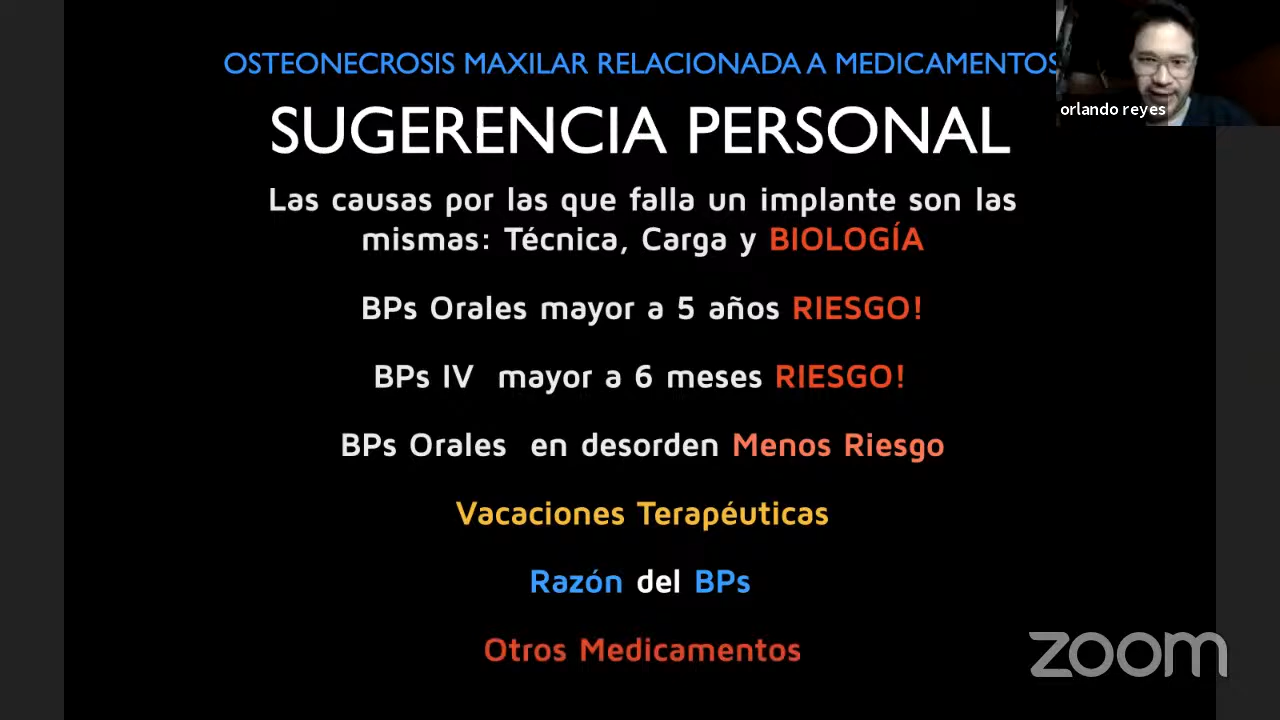 OSTEONECROSIS MAXILAR RELACIONADA A MEDICAMENTOS
orlando reyes
SUGERENCIA PERSONAL
Las causas por las que falla un implante son las
mismas: Técnica, Carga y BIOLOGÍA
BPs Orales mayor a 5 años RIESGO!
BPs IV mayor a 6 meses RIESGO!
BPs Orales en desorden Menos Riesgo
Vacaciones Terapéuticas
Razón del BPs
Otros Medicamentos
zoom